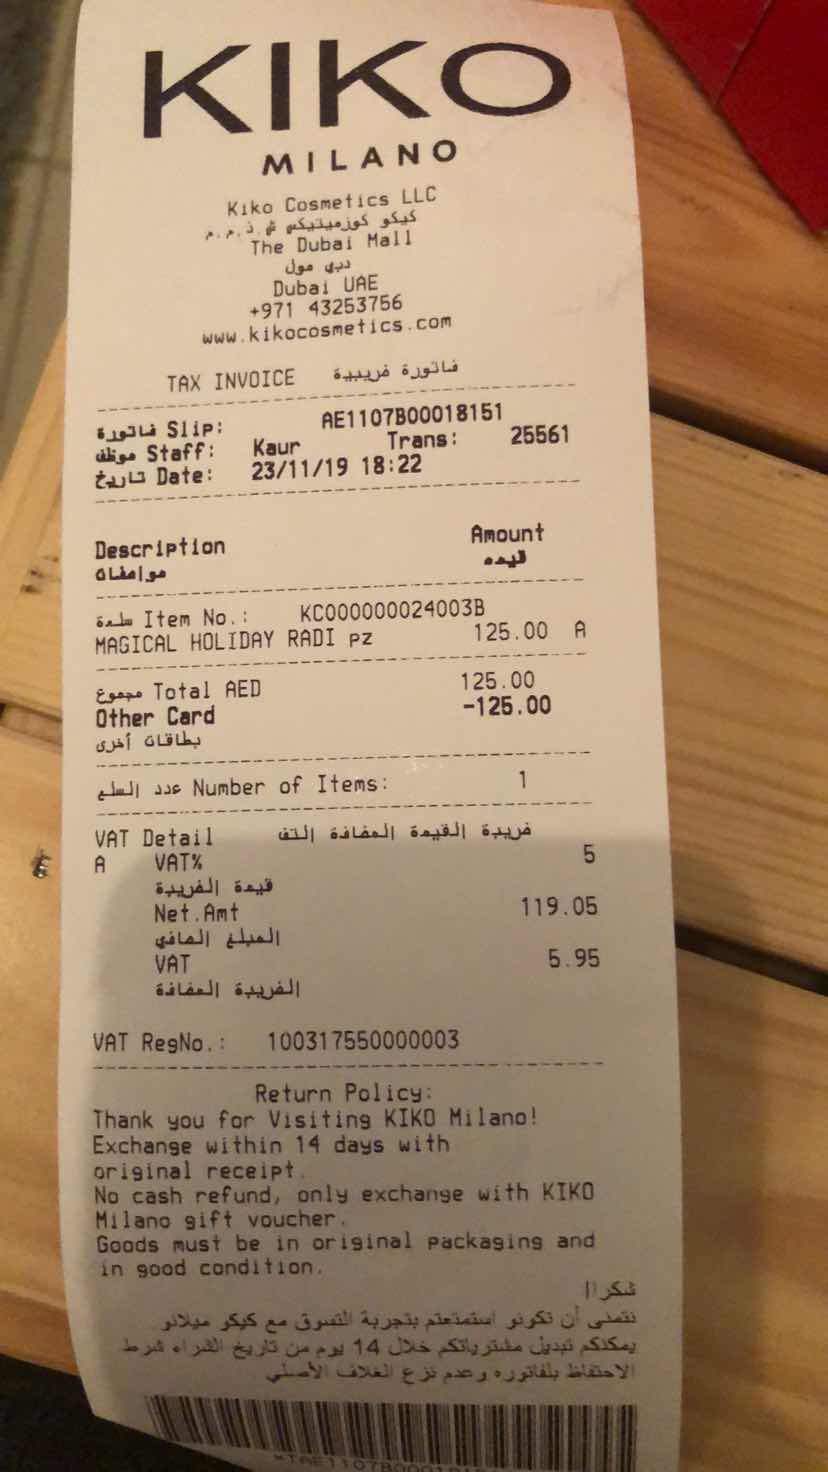 KIKO
MILANO
Kiko Cosmetics LLC
كيكو كوزميتيكس ش.ذ.م.م
The Dubai Mall
دبي مول
Dubai UAE
+971 43253756
www.kikocosmetics.com
TAX INVOICE فاتورة ضريبية
فاتورة Slip: AE1107B00018151
موظف Staff: Kaur Trans: 25561
تاريخ Date: 23/11/19 18:22
Description Amount
مواصفات قيمه
سلعة Item No.: KC000000024003B
MAGICAL HOLIDAY RADI pz 125.00 A
مجموع Total AED 125.00
Other Card -125.00
بطاقات أخرى
عدد السلع Number of Items: 1
VAT Detail ضريبة القيمة المضافة التف
A VAT% 5
قيمة الضريبة
Net.Amt 119.05
المبلغ الصافي
VAT 5.95
الضريبة المضافة
VAT RegNo.: 100317550000003
Return Policy:
Thank you for Visiting KIKO Milano!
Exchange within 14 days with
original receipt.
No cash refund, only exchange with KIKO
Milano gift voucher.
Goods must be in original packaging and
in good condition.
شكرا!
نتمنى أن تكونو استمتعتم بتجربة التسوق مع كيكو ميلانو
يمكنكم تبديل مشترياتكم خلال 14 يوم من تاريخ الشراء شرط
الاحتفاظ بلفاتوره وعدم نزع الغلاف الأصلي